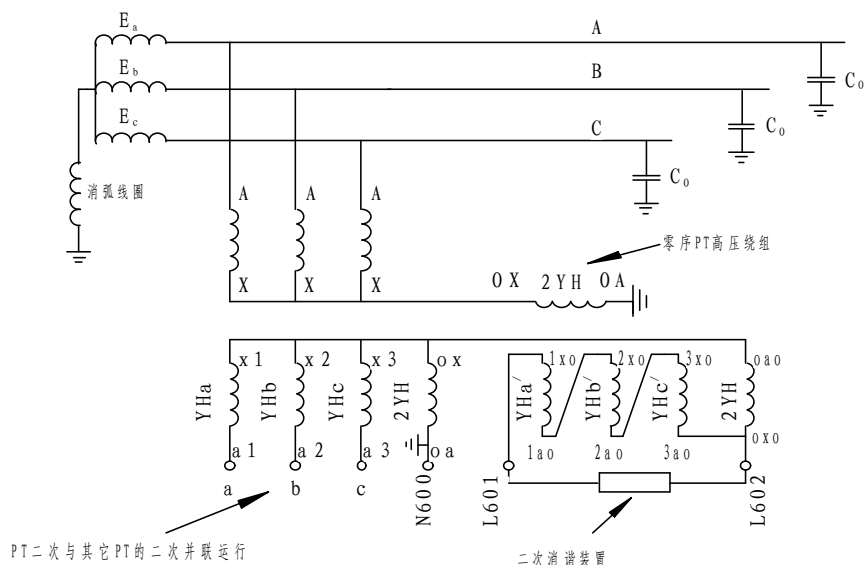 Ea
A
Eb
B
C0
Ec
C
C0
C0
消弧线圈
A
A
A
零序PT高压绕组
X
X
X
OX
2YH
OA
x1
x2
x3
ox
1xo
2xo
3xo
oao
YHa
YHb
YHc
2YH
YHa′
YHb′
YHc′
2YH
a1
a2
a3
oa
1ao
2ao
3ao
oxo
a
b
c
N600
L601
L602
PT二次与其它PT的二次并联运行
二次消谐装置